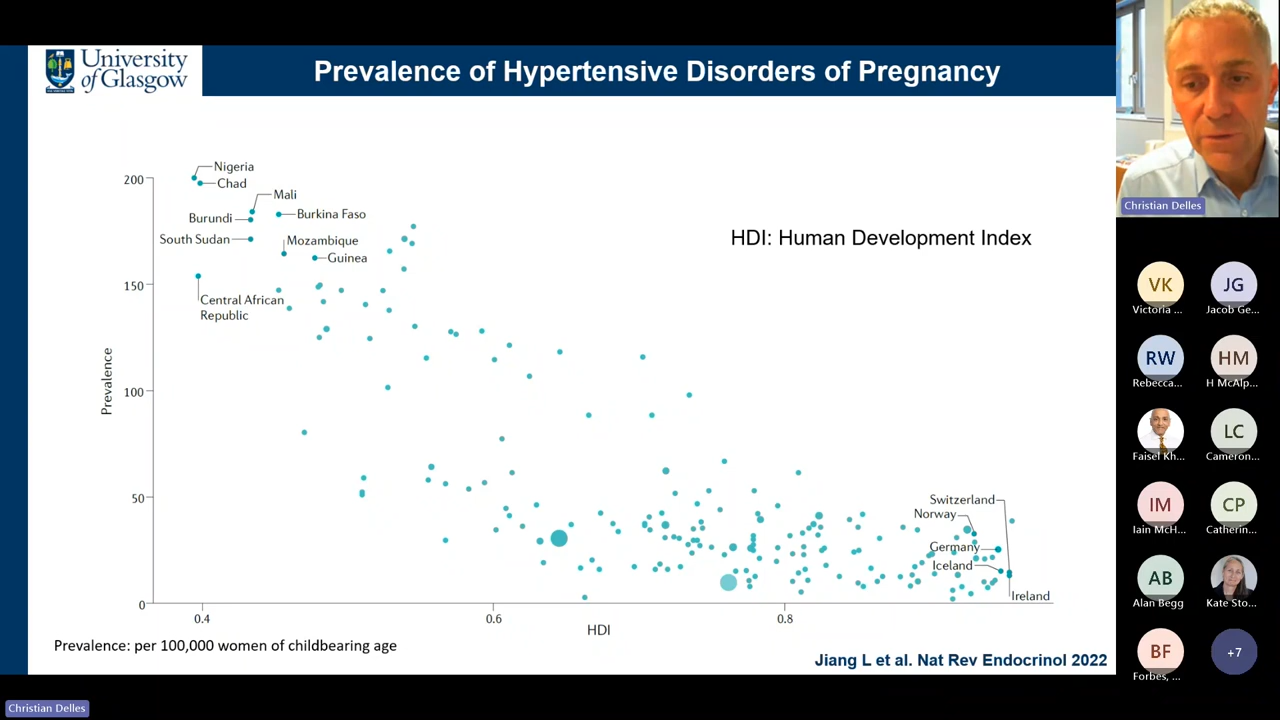 University
of Glasgow
Prevalence of Hypertensive Disorders of Pregnancy
Nigeria
Chad
Mali
Burundi
Burkina Faso
South Sudan
Mozambique
Guinea
Central African
Republic
HDI: Human Development Index
200
150
100
50
0
Prevalence
Switzerland
Norway
Germany
Iceland
Ireland
0.4
0.6
0.8
HDI
Prevalence: per 100,000 women of childbearing age
Jiang L et al. Nat Rev Endocrinol 2022
Christian Delles
Christian Delles
VK
JG
Victoria ...
Jacob Ge...
RW
HM
Rebecca...
H McAlp...
LC
Faisel Kh...
Cameron...
IM
CP
Iain McH...
Catherin...
AB
Alan Begg
Kate Sto...
BF
+7
Forbes, ...